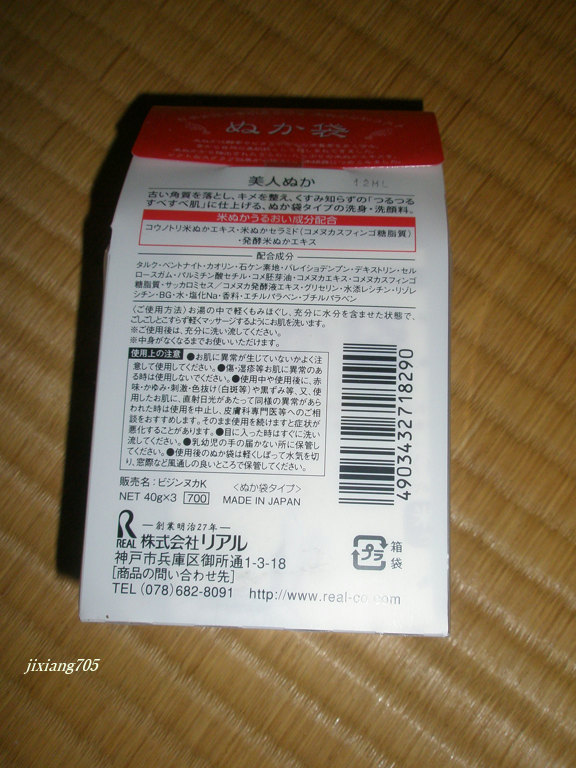 ぬか袋
美人ぬか
12HL
古い角質を落とし、キメを整え、くすみ知らずの「つるつる
すべすべ肌」に仕上げる、ぬか袋タイプの洗身・洗顔料。
米ぬかうるおい成分配合
コウノトリ米ぬかエキス・米ぬかセラミド(コメヌカスフィンゴ糖脂質)
・発酵米ぬかエキス
配合成分
タルク・ベントナイト・カオリン・石ケン素地・バレイショデンプン・デキストリン・セル
ロースガム・パルミチン酸セチル・コメ胚芽油・コメヌカエキス・コメヌカスフィンゴ
糖脂質・サッカロミセス/コメヌカ発酵液エキス・グリセリン・水添レシチン・リゾレシ
チン・BG・水・塩化Na・香料・エチルパラベン・ブチルパラベン
〈ご使用方法〉お湯の中で軽くもみほぐし、充分に水分を含ませた状態で、
ごしごしとこすらず軽くマッサージするようにお肌を洗います。
※ご使用後は、充分に洗い流してください。
※中身がなくなるまでお使いいただけます。
使用上の注意 ●お肌に異常が生じていないかよく注
意して使用してください。●傷・湿疹等お肌に異常のあ
る時は使用しないでください。●使用中や使用後に、赤
味・かゆみ・刺激・色抜け(白斑等)や黒ずみ等、又、使
用したお肌に、直射日光があたって同様の異常があら
われた時は使用を中止し、皮膚科専門医等へのご相
談をおすすめします。そのまま使用を続けますと症状が
悪化することがあります。●目に入った時はすぐに洗い
流してください。●乳幼児の手の届かない所に保管し
てください。●使用後のぬか袋は軽くしぼって水気を切
り、窓際など風通しの良いところで保管してください。
4903432718290
販売名:ビジンヌカK 〈ぬか袋タイプ〉
NET 40g×3 700 MADE IN JAPAN
―創業明治27年―
REAL 株式会社リアル
神戸市兵庫区御所通1-3-18
[商品の問い合わせ先]
TEL (078)682-8091 http://www.real-co.com
プラ 箱 袋
jixiang705